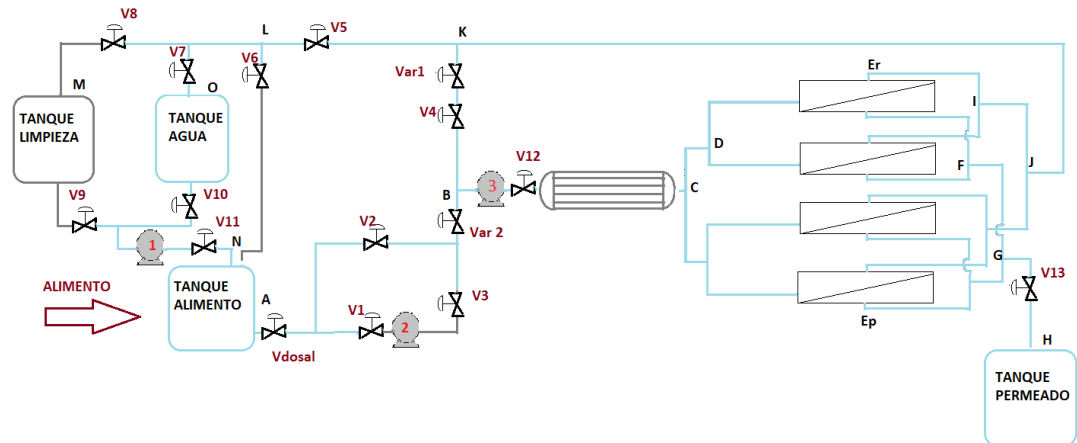 V8
L
V5
K
V7
V6
Er
Var1
M
O
I
TANQUE
LIMPIEZA
TANQUE
AGUA
V4
D
F
J
V12
3
C
B
V9
V10
V11
V2
Var 2
1
N
G
TANQUE
ALIMENTO
A
ALIMENTO
V1
V3
V13
2
Ep
Vdosal
H
TANQUE
PERMEADO